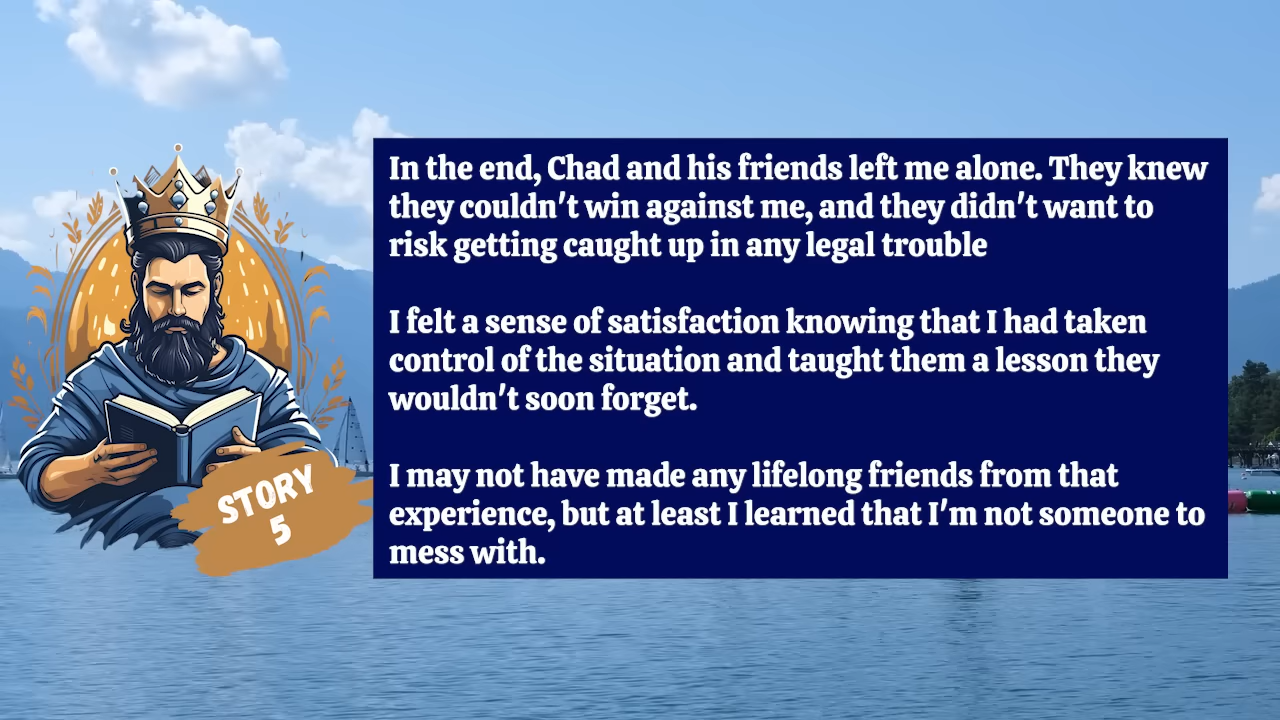 In the end, Chad and his friends left me alone. They knew
they couldn't win against me, and they didn't want to
risk getting caught up in any legal trouble
I felt a sense of satisfaction knowing that I had taken
control of the situation and taught them a lesson they
wouldn't soon forget.
I may not have made any lifelong friends from that
experience, but at least I learned that I'm not someone to
mess with.
STORY
5